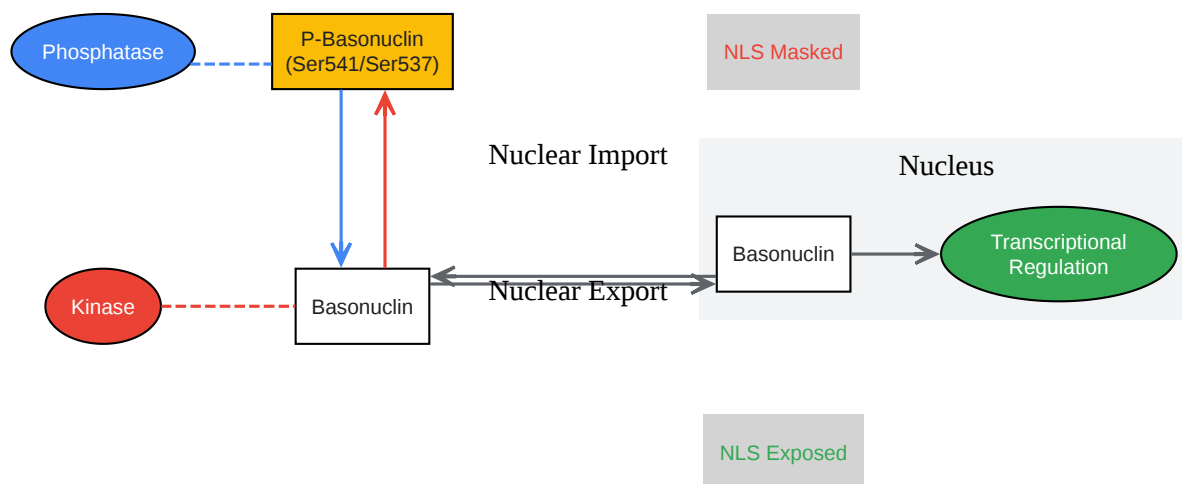 Phosphatase
P-Basonuclin
(Ser541/Ser537)
NLS Masked
Nuclear Import
Nucleus
Basonuclin
Transcriptional
Regulation
Nuclear Export
Kinase
Basonuclin
NLS Exposed